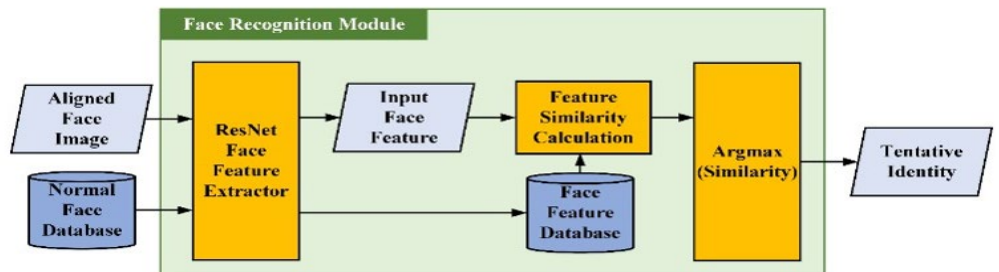 Face Recognition Module
Aligned
Face
Image
Normal
Face
Database
ResNet
Face
Feature
Extractor
Input
Face
Feature
Feature
Similarity
Calculation
Face
Feature
Database
Argmax
(Similarity)
Tentative
Identity